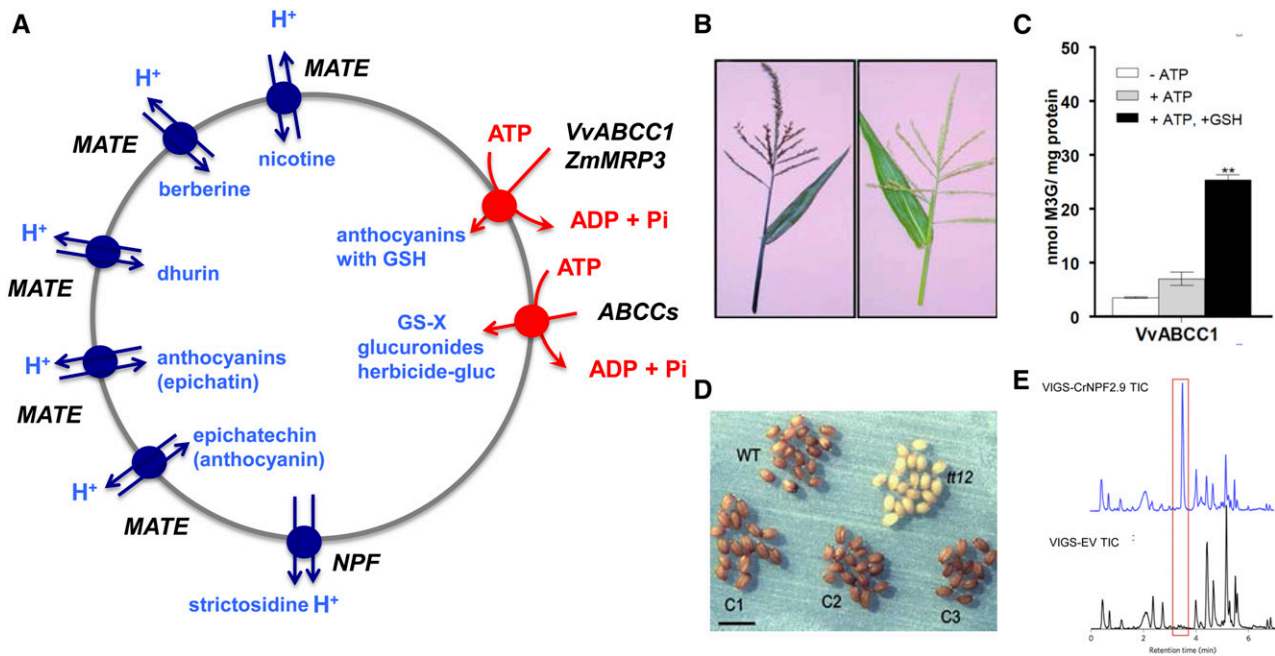 A
H+
MATE
H+
MATE
nicotine
berberine
H+
MATE
dhurin
H+
MATE
anthocyanins
(epichatin)
epichatechin
(anthocyanin)
H+
MATE
NPF
strictosidine H+
ATP
VvABCC1
ZmMRP3
ADP + Pi
anthocyanins
with GSH
ATP
ABCCs
GS-X
glucuronides
herbicide-gluc
ADP + Pi
B
C
nmol M3G/ mg protein
50
40
30
20
10
0
- ATP
+ ATP
+ ATP, +GSH
**
VvABCC1
D
WT
tt12
C1
C2
C3
E
VIGS-CrNPF2.9 TIC
VIGS-EV TIC
:
0 2 4 6
Retention time (min)